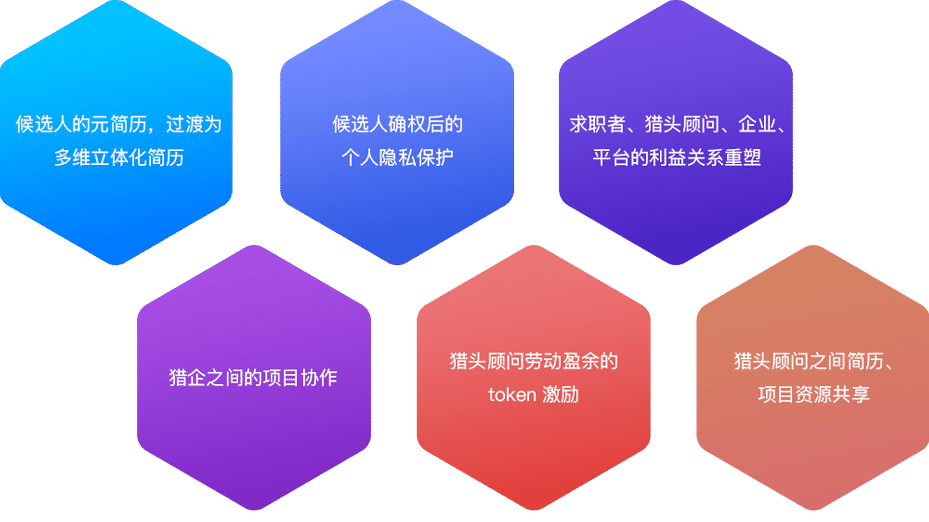 候选人的元简历，过渡为
多维立体化简历
候选人确权后的
个人隐私保护
求职者、猎头顾问、企业、
平台的利益关系重塑
猎企之间的项目协作
猎头顾问劳动盈余的
token 激励
猎头顾问之间简历、
项目资源共享